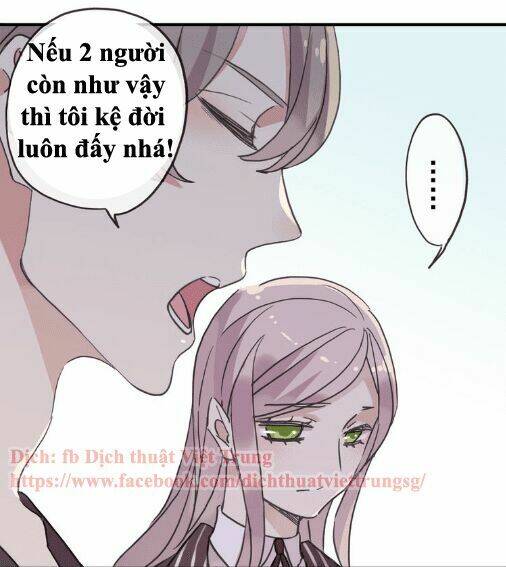 Nếu 2 người
còn như vậy
thì tôi kệ đời
luôn đấy nhá!
......
Dịch: fb Dịch thuật Việt Trung
https://www.facebook.com/dichthuatviettrungsg/